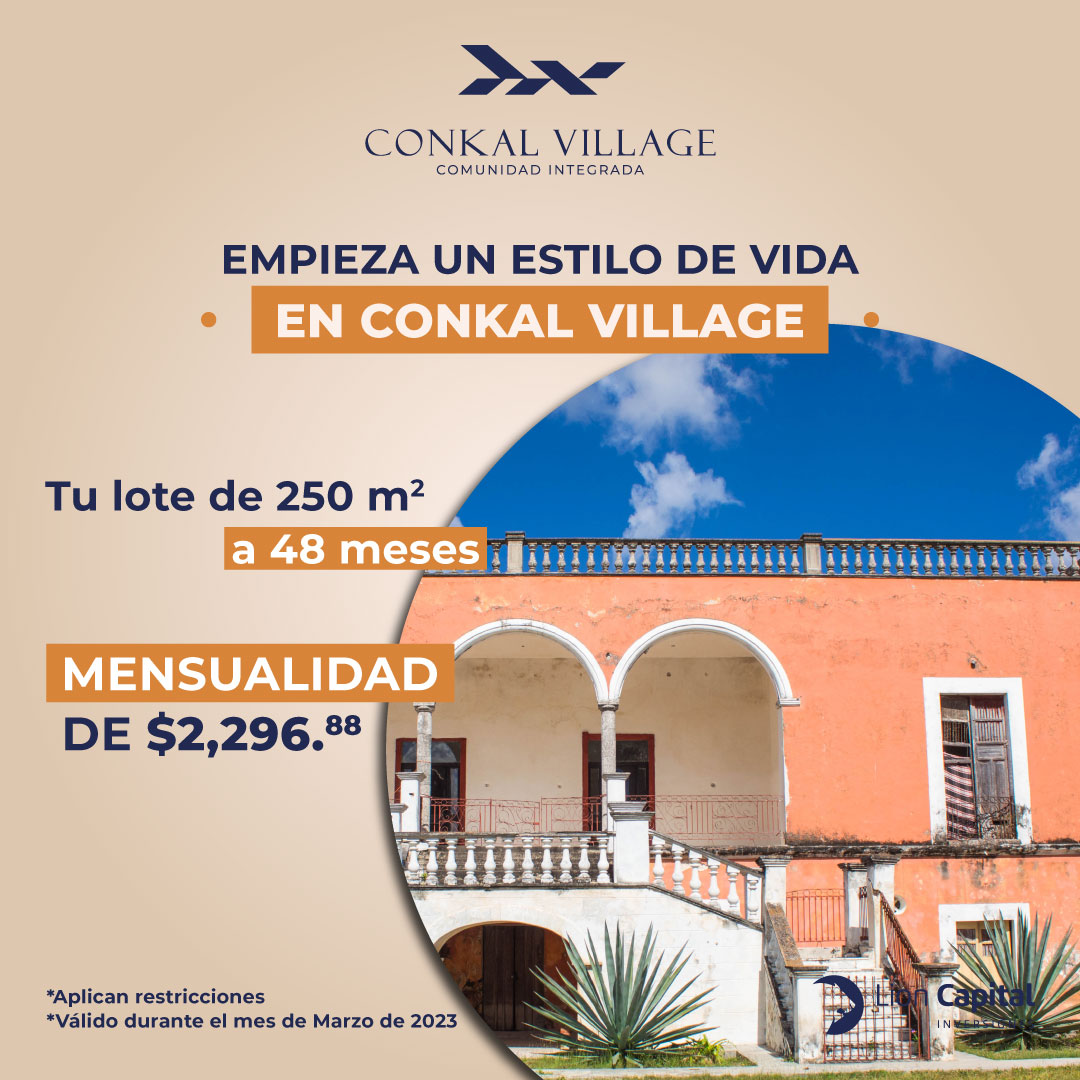 CONKAL VILLAGE
COMUNIDAD INTEGRADA
EMPIEZA UN ESTILO DE VIDA
EN CONKAL VILLAGE
Tu lote de 250 m²
a 48 meses
MENSUALIDAD
DE $2,296.⁸⁸
*Aplican restricciones
*Válido durante el mes de Marzo de 2023
Lion Capital